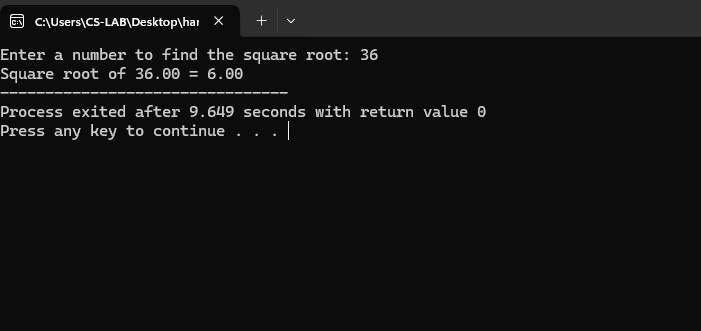 C:\Users\CS-LAB\Desktop\har
Enter a number to find the square root: 36
Square root of 36.00 = 6.00
--------------------------------
Process exited after 9.649 seconds with return value 0
Press any key to continue . . .